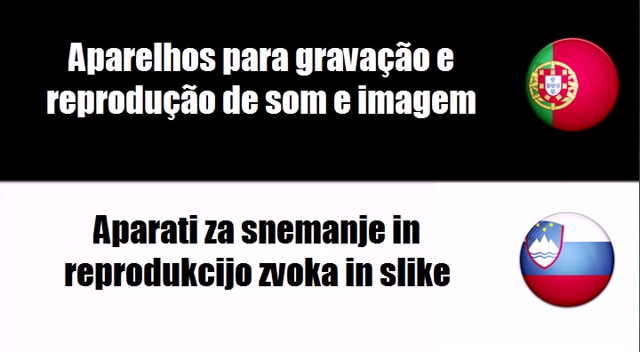 Aparelhos para gravação e
reprodução de som e imagem
Aparati za snemanje in
reprodukcijo zvoka in slike